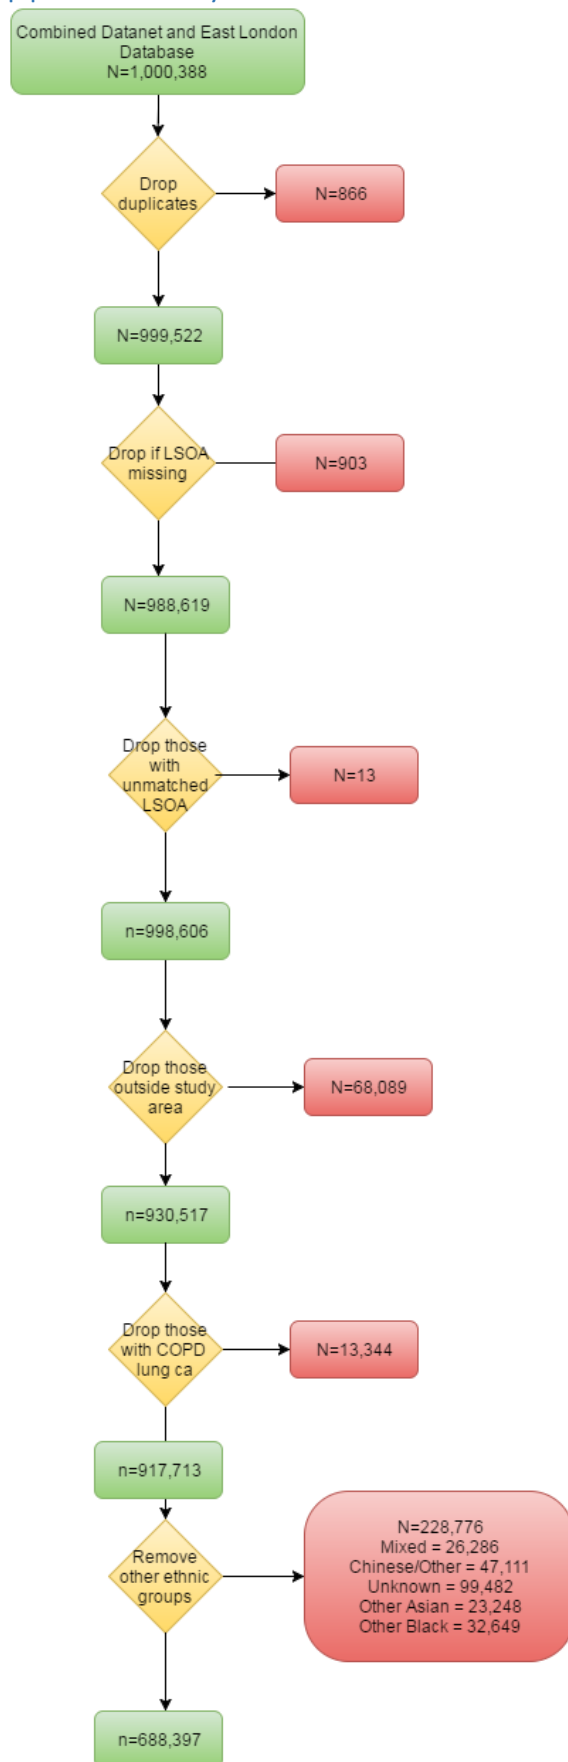 Combined Datanet and East London
Database
N=1,000,388
Drop
duplicates
N=866
N=999,522
Drop if LSOA
missing
N=903
N=988,619
Drop those
with
unmatched
LSOA
N=13
n=998,606
Drop those
outside study
area
N=68,089
n=930,517
Drop those
with COPD
lung ca
N=13,344
n=917,713
Remove
other ethnic
groups
N=228,776
Mixed = 26,286
Chinese/Other = 47,111
Unknown = 99,482
Other Asian = 23,248
Other Black = 32,649
n=688,397